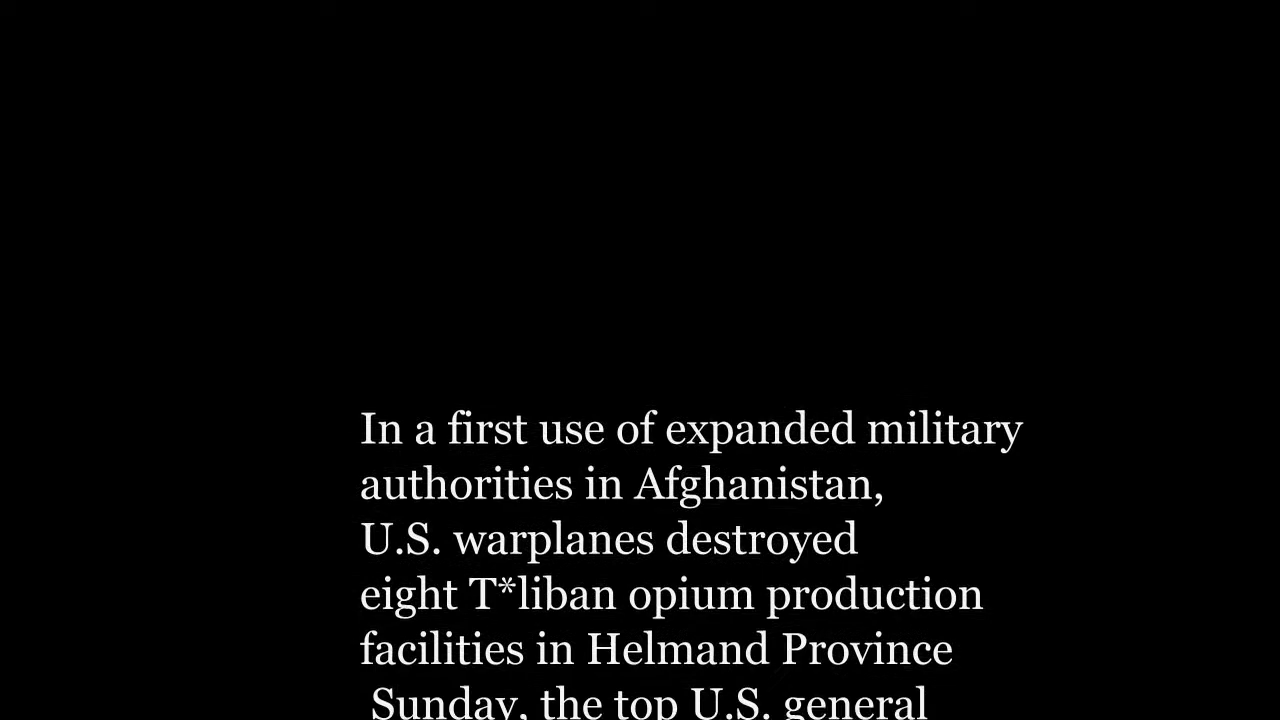 In a first use of expanded military
authorities in Afghanistan,
U.S. warplanes destroyed
eight T*liban opium production
facilities in Helmand Province
Sunday, the top U.S. general